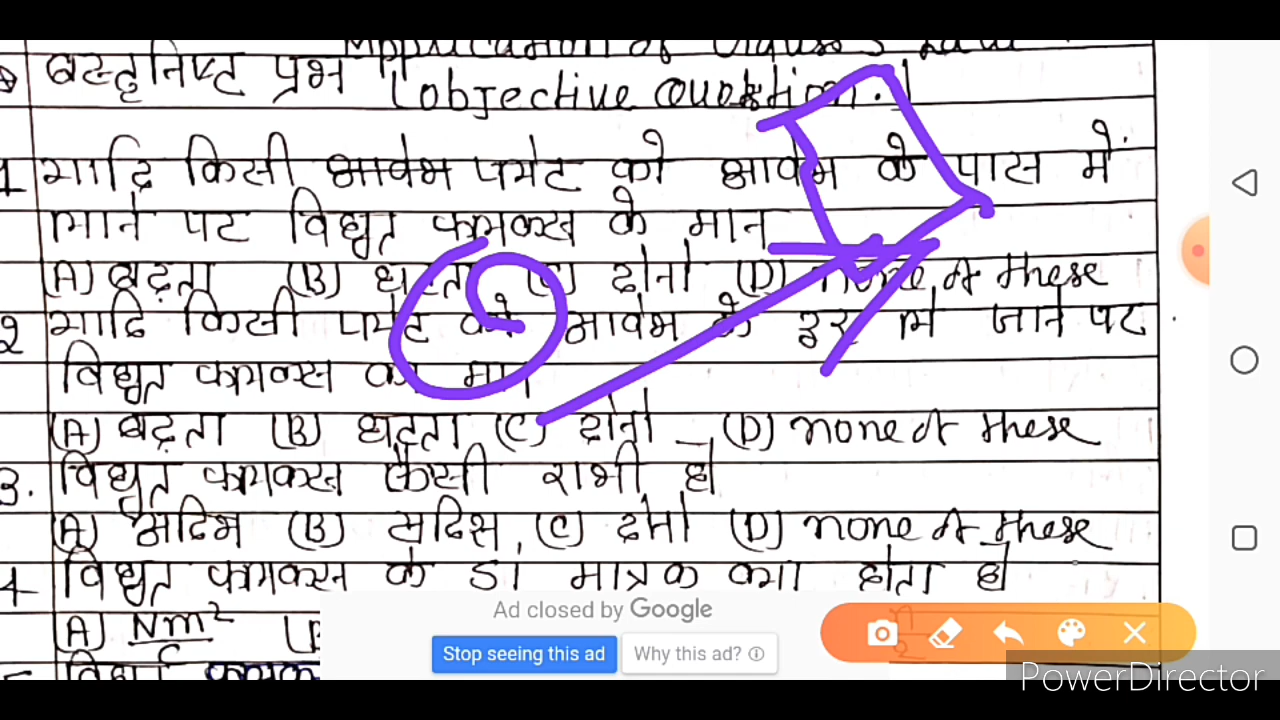 वस्तुनिष्ट प्रश्न (objective Question.)
1 यादि किसी आवेश पर्मेट को आवेश के पास में
लाने पट विद्युत फ्लक्स के मान
(A) बढ़ता (B) घटता (C) दोनो (D) none of these
2 यादि किसी पर्मेट को आवेश के दुर में जाने पट
विद्युत फ्लक्स का मान
(A) बढ़ता (B) घटता (C) दोनो (D) none of these
3. विद्युत फ्लक्स कैसी राशी है
(A) अदिश (B) सदिस (C) दोनो (D) none of these
4 विद्युत फ्लक्स के SI मात्रक क्या होता है
(A) Nm²
Ad closed by Google
Stop seeing this ad
Why this ad?
PowerDirector